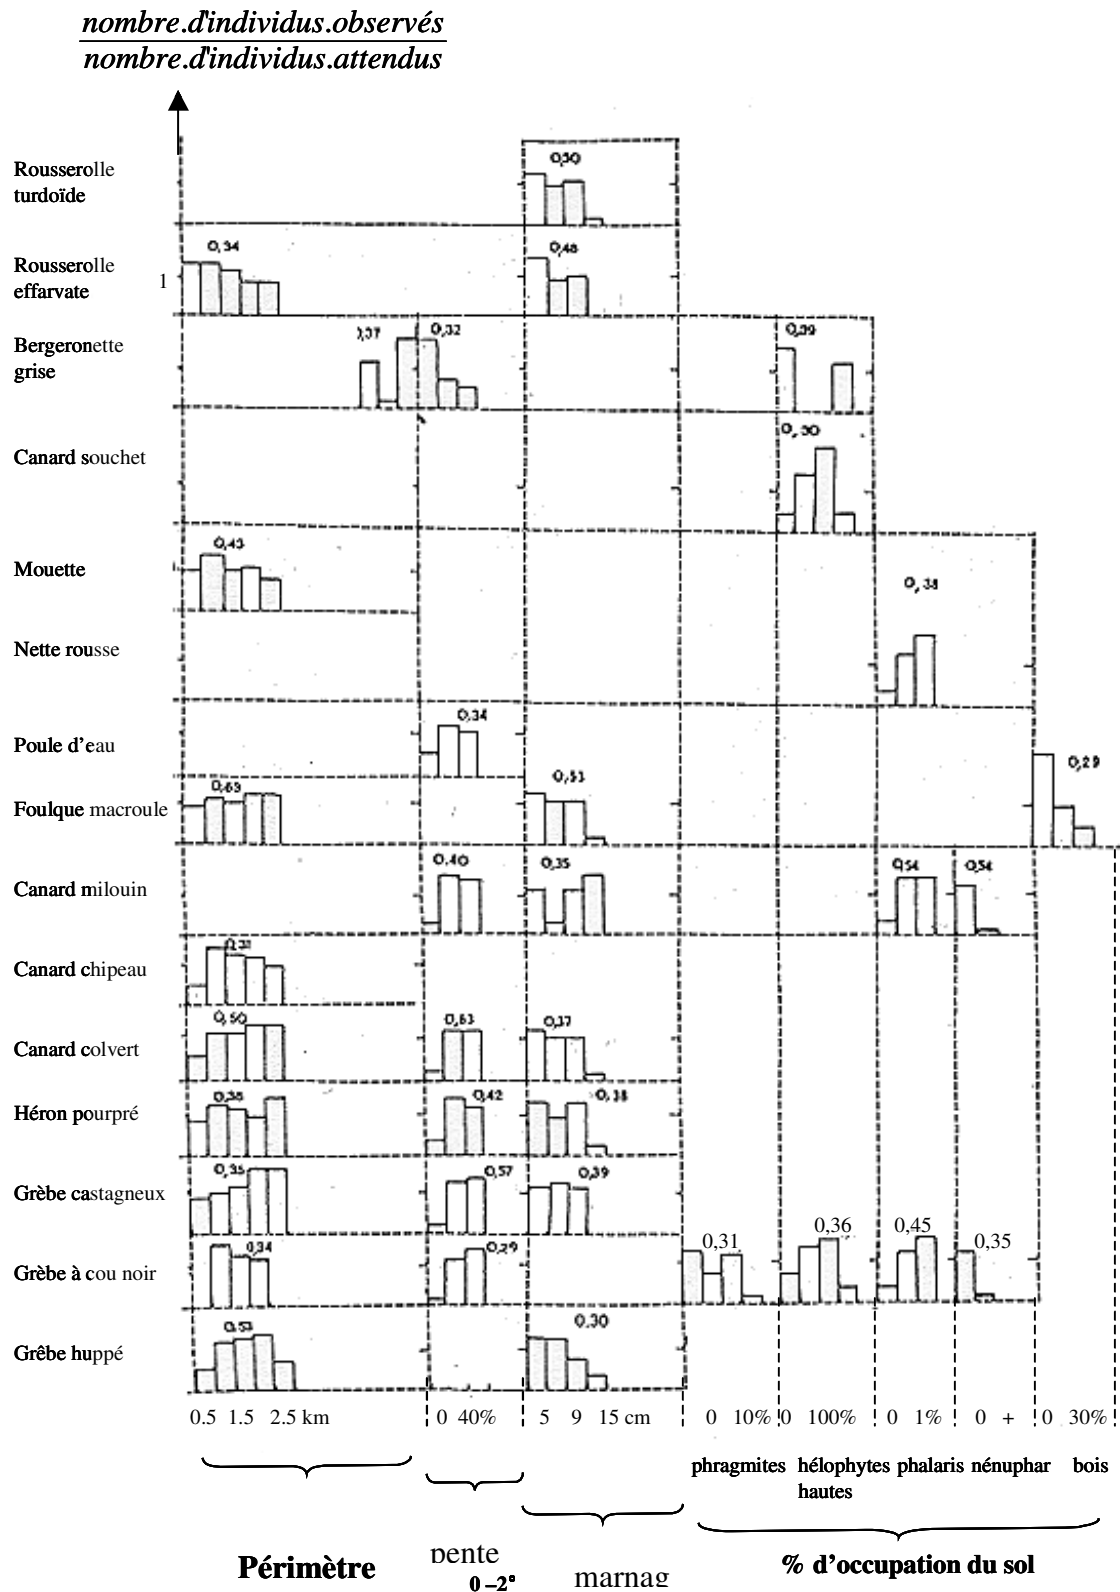 nombre.d'individus.observés
nombre.d'individus.attendus
Rousserolle
turdoïde
0,50
Rousserolle
effarvate
1
0,34
0,48
Bergeronette
grise
0,37
0,32
0,39
Canard souchet
0,30
Mouette
0,43
Nette rousse
0,38
Poule d'eau
0,34
0,29
Foulque macroule
0,63
0,51
Canard milouin
0,40
0,35
0,54
0,54
Canard chipeau
0,31
Canard colvert
0,50
0,63
0,37
Héron pourpré
0,38
0,42
0,38
Grèbe castagneux
0,35
0,57
0,39
Grèbe à cou noir
0,34
0,29
0,31
0,36
0,45
0,35
Grêbe huppé
0,53
0,30
0.5 1.5 2.5 km
0 40%
5 9 15 cm
0 10%
0 100%
0 1%
0 +
0 30%
phragmites hélophytes phalaris nénuphar bois
hautes
Périmètre
pente
0 –2°
marnag
% d'occupation du sol